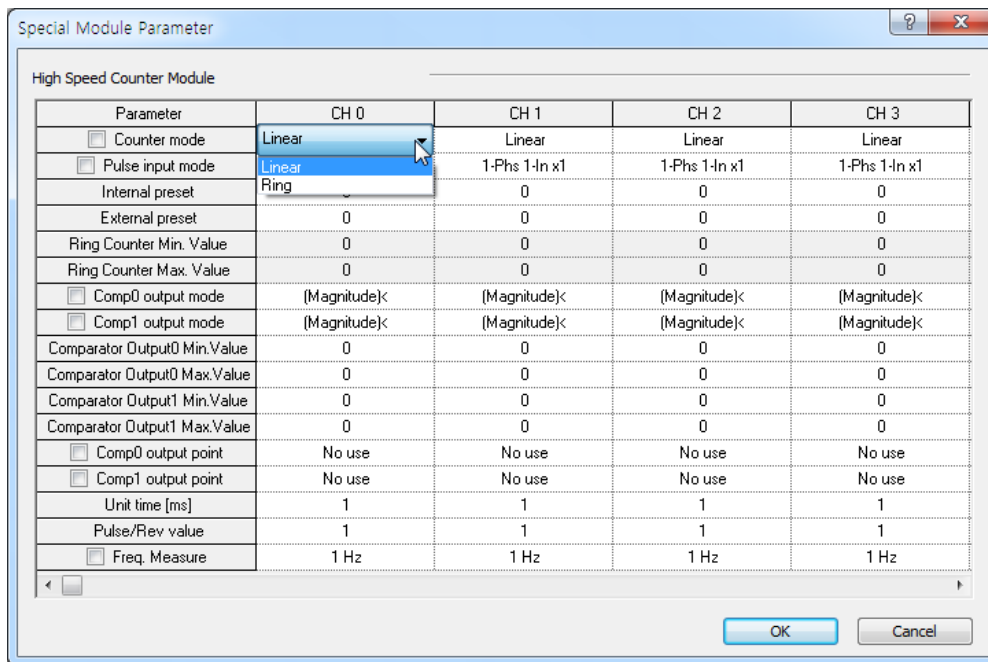 Special Module Parameter
High Speed Counter Module
Parameter CH 0 CH 1 CH 2 CH 3
Counter mode Linear Linear Linear Linear
Pulse input mode Linear 1-Phs 1-In x1 1-Phs 1-In x1 1-Phs 1-In x1
Ring
Internal preset 0 0 0
External preset 0 0 0 0
Ring Counter Min. Value 0 0 0 0
Ring Counter Max. Value 0 0 0 0
Comp0 output mode (Magnitude)< (Magnitude)< (Magnitude)< (Magnitude)<
Comp1 output mode (Magnitude)< (Magnitude)< (Magnitude)< (Magnitude)<
Comparator Output0 Min.Value 0 0 0 0
Comparator Output0 Max.Value 0 0 0 0
Comparator Output1 Min.Value 0 0 0 0
Comparator Output1 Max.Value 0 0 0 0
Comp0 output point No use No use No use No use
Comp1 output point No use No use No use No use
Unit time [ms] 1 1 1 1
Pulse/Rev value 1 1 1 1
Freq. Measure 1 Hz 1 Hz 1 Hz 1 Hz
OK Cancel